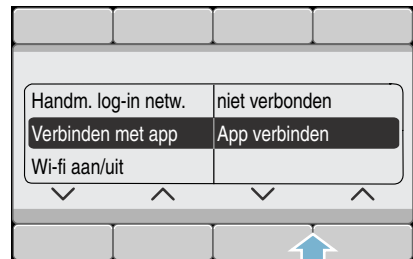 Handm. log-in netw. niet verbonden
Verbinden met app App verbinden
Wi-fi aan/uit